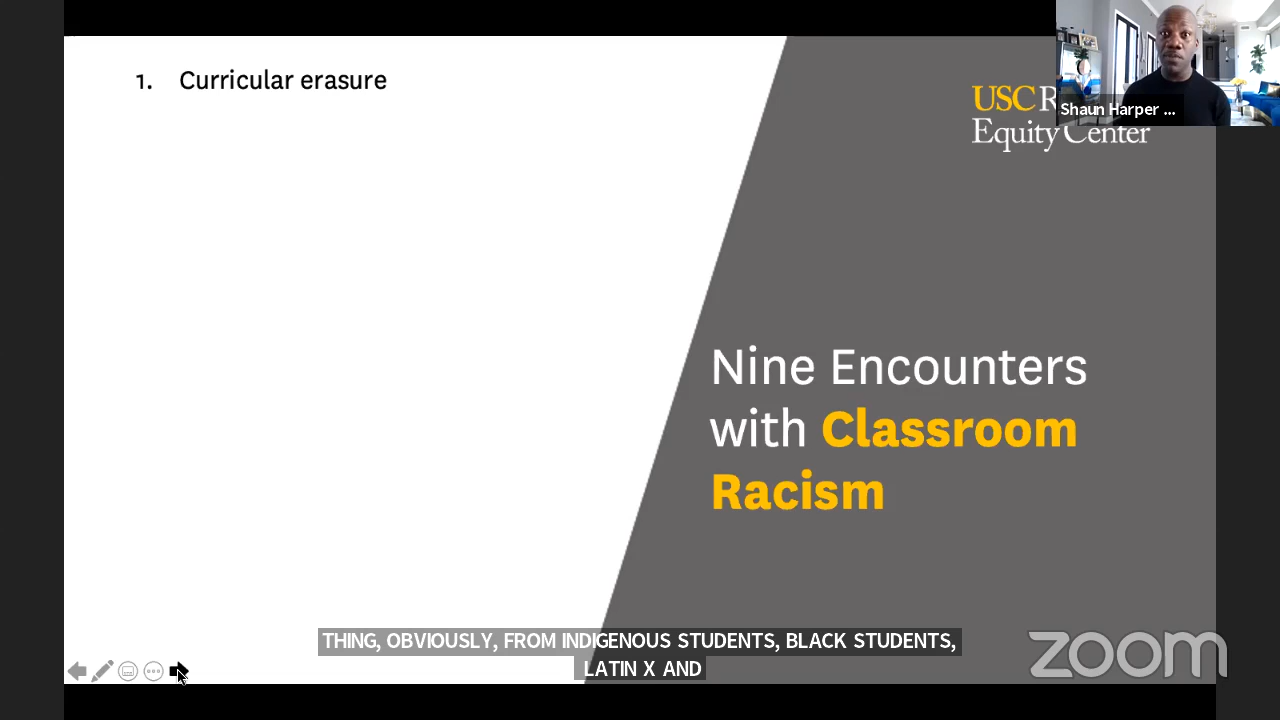 1. Curricular erasure
USC R
Equity Center
Shaun Harper ...
Nine Encounters
with Classroom
Racism
THING, OBVIOUSLY, FROM INDIGENOUS STUDENTS, BLACK STUDENTS,
LATIN X AND
zoom